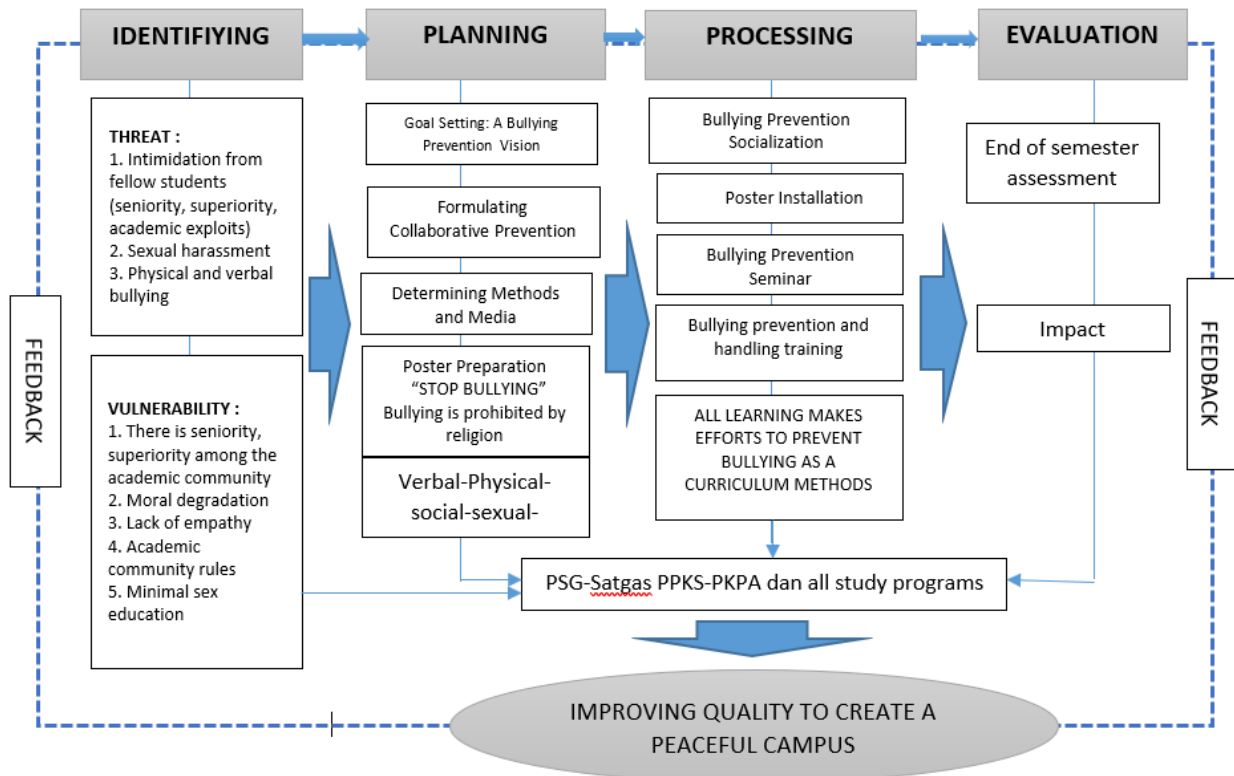 IDENTIFIYING
PLANNING
PROCESSING
EVALUATION
FEEDBACK
THREAT :
1. Intimidation from
fellow students
(seniority, superiority,
academic exploits)
2. Sexual harassment
3. Physical and verbal
bullying
VULNERABILITY :
1. There is seniority,
superiority among the
academic community
2. Moral degradation
3. Lack of empathy
4. Academic
community rules
5. Minimal sex
education
Goal Setting: A Bullying
Prevention Vision
Formulating
Collaborative Prevention
Determining Methods
and Media
Poster Preparation
“STOP BULLYING”
Bullying is prohibited by
religion
Verbal-Physical-
social-sexual-
Bullying Prevention
Socialization
Poster Installation
Bullying Prevention
Seminar
Bullying prevention and
handling training
ALL LEARNING MAKES
EFFORTS TO PREVENT
BULLYING AS A
CURRICULUM METHODS
End of semester
assessment
Impact
FEEDBACK
PSG-Satgas PPKS-PKPA dan all study programs
IMPROVING QUALITY TO CREATE A
PEACEFUL CAMPUS